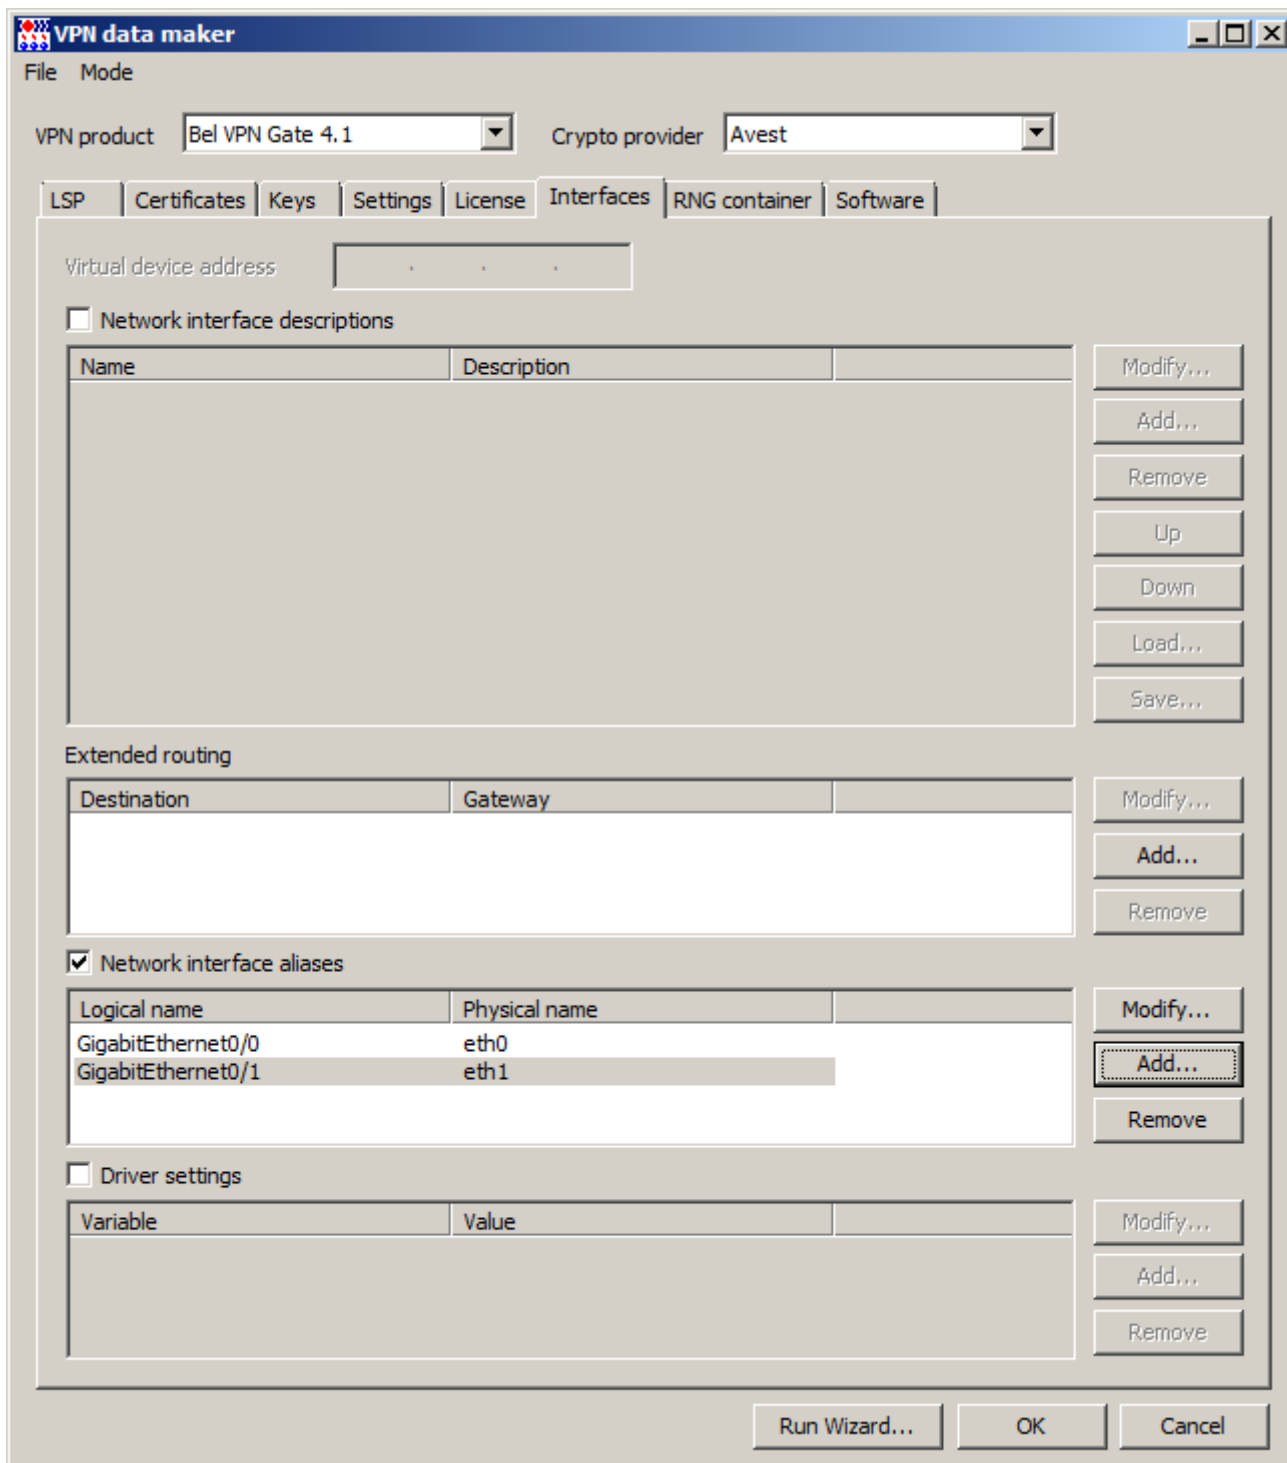 VPN data maker
File Mode
VPN product Bel VPN Gate 4.1 Crypto provider Avest
LSP Certificates Keys Settings License Interfaces RNG container Software
Virtual device address . . .
Network interface descriptions
Name Description
Modify...
Add...
Remove
Up
Down
Load...
Save...
Extended routing
Destination Gateway
Modify...
Add...
Remove
Network interface aliases
Logical name Physical name
GigabitEthernet0/0 eth0
GigabitEthernet0/1 eth1
Modify...
Add...
Remove
Driver settings
Variable Value
Modify...
Add...
Remove
Run Wizard... OK Cancel